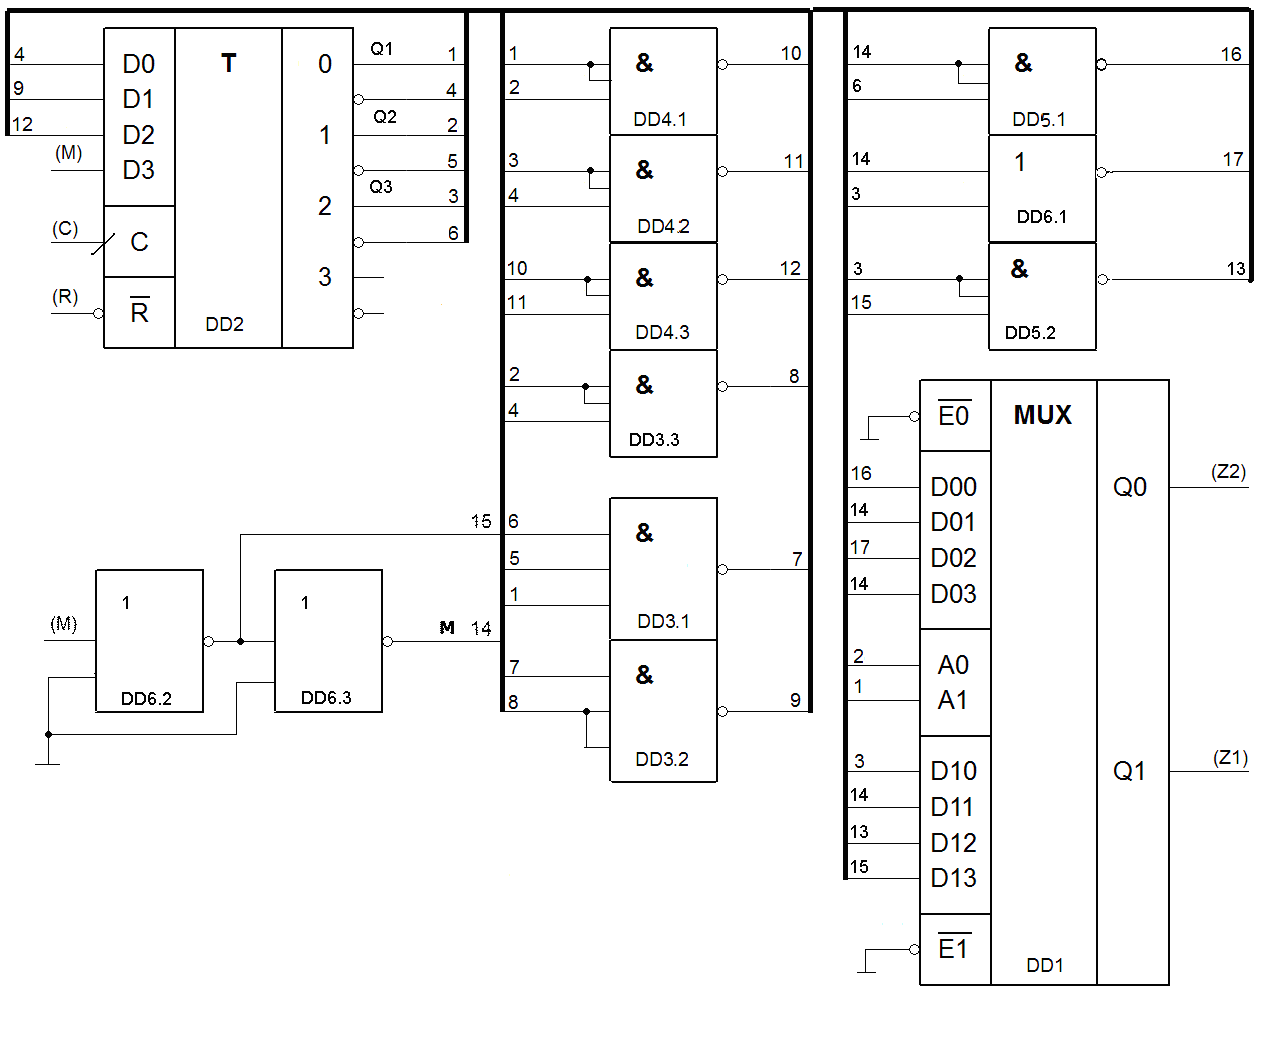 4 D0 T 0 Q1 1
9 D1 4
12 D2 1 Q2 2
(M) D3 5
2 Q3 3
(C) C 6
3
(R) R
DD2
1 & 10
2
DD4.1
3 & 11
4
DD4.2
10 & 12
11
DD4.3
2 & 8
4
DD3.3
15 6 &
5 7
1
DD3.1
M 14
7 &
8 9
DD3.2
(M) 1
DD6.2
1
DD6.3
14 & 16
6
DD5.1
14 1 17
3
DD6.1
3 & 13
15
DD5.2
E0 MUX
16 D00 Q0 (Z2)
14 D01
17 D02
14 D03
2 A0
1 A1
3 D10 Q1 (Z1)
14 D11
13 D12
15 D13
E1
DD1